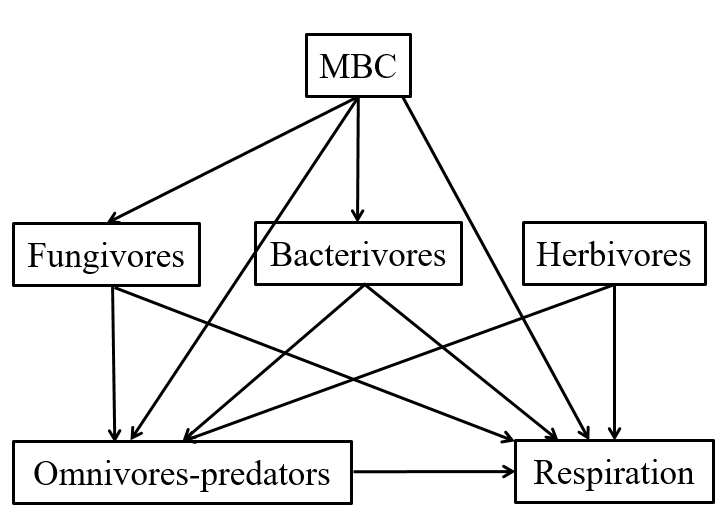 MBC
Fungivores
Bacterivores
Herbivores
Omnivores-predators
Respiration